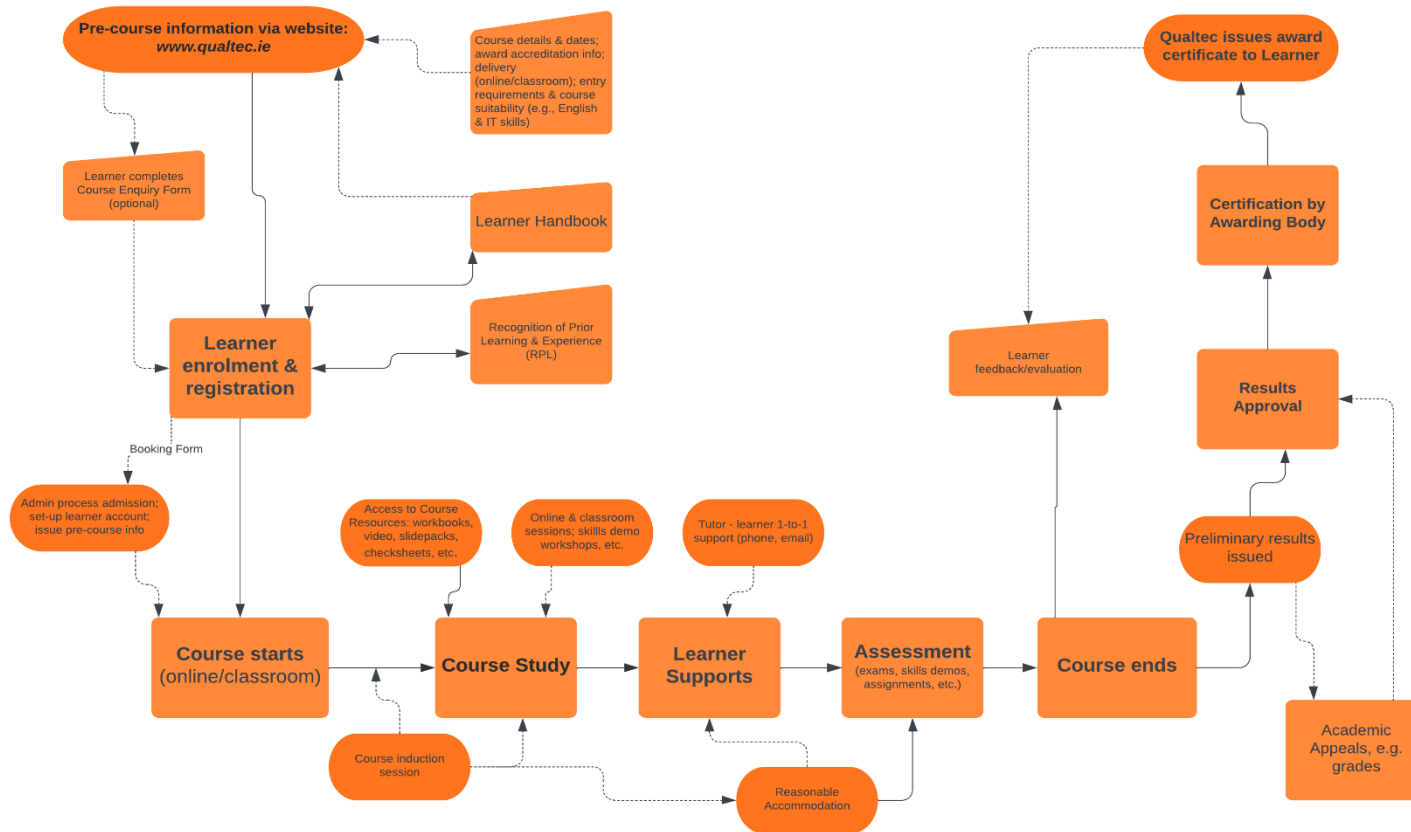 Pre-course information via website:
www.qualtec.ie
Course details & dates;
award accreditation info;
delivery
(online/classroom); entry
requirements & course
suitability (e.g., English
& IT skills)
Qualtec issues award
certificate to Learner
Learner completes
Course Enquiry Form
(optional)
Learner Handbook
Certification by
Awarding Body
Learner
enrolment &
registration
Recognition of Prior
Learning & Experience
(RPL)
Learner
feedback/evaluation
Results
Approval
Booking Form
Admin process admission;
set-up learner account;
issue pre-course info
Access to Course
Resources: workbooks,
video, slidepacks,
checksheets, etc.
Online & classroom
sessions; skillls demo
workshops, etc.
Tutor - learner 1-to-1
support (phone, email)
Preliminary results
issued
Course starts
(online/classroom)
Course Study
Learner
Supports
Assessment
(exams, skills demos,
assignments, etc.)
Course ends
Course induction
session
Reasonable
Accommodation
Academic
Appeals, e.g.
grades